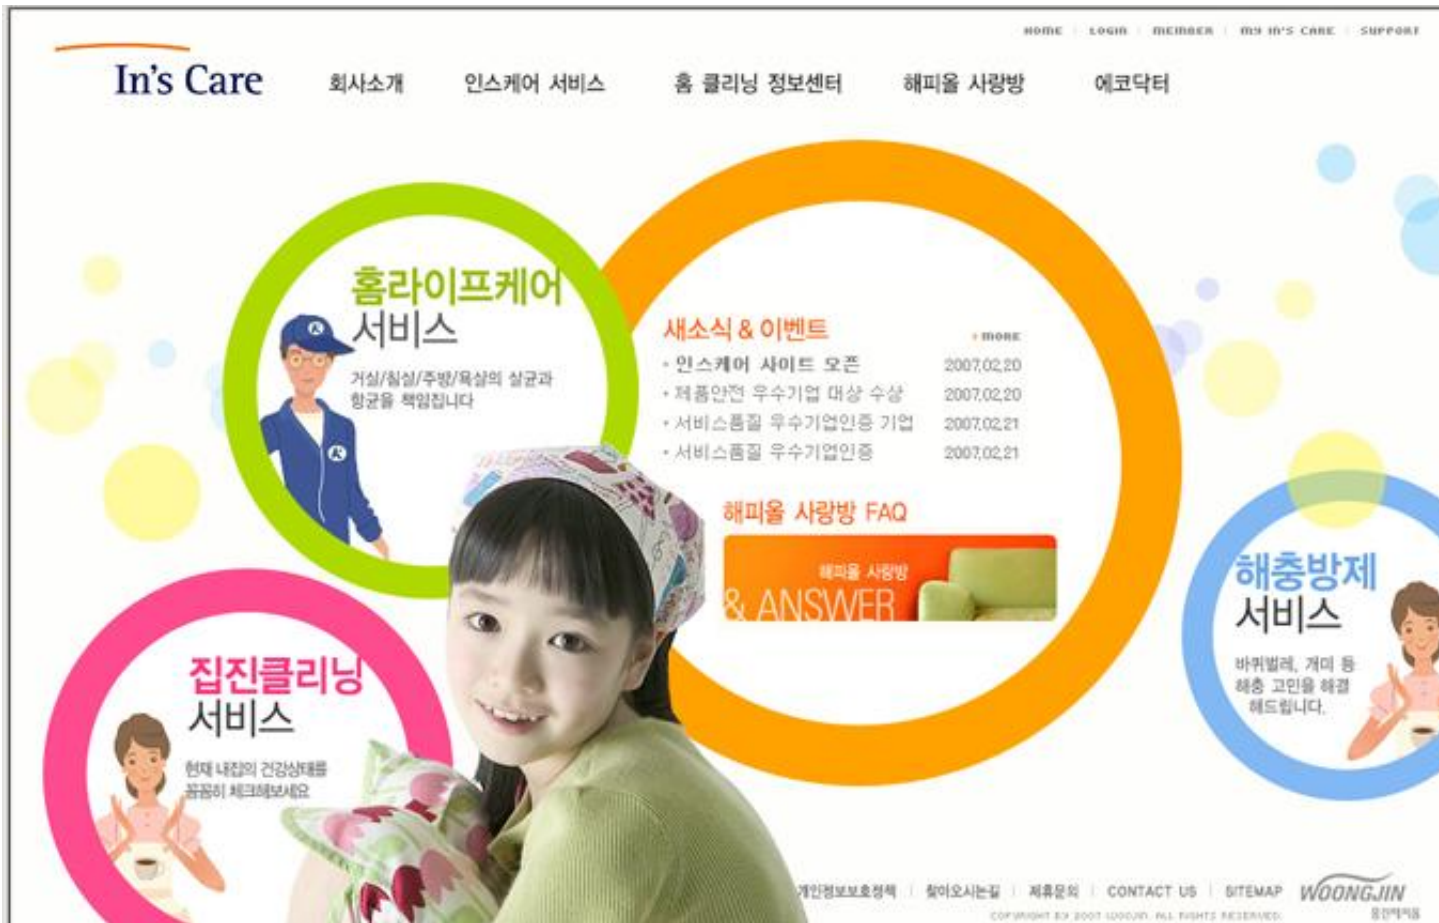 HOME LOGIN MEMBER MY IN'S CARE SUPPORT
In's Care 회사소개 인스케어 서비스 홈 클리닝 정보센터 해피올 사랑방 에코닥터
홈라이프케어
서비스
거실/침실/주방/욕실의 살균과
항균을 책임집니다
새소식 & 이벤트 MORE
· 인스케어 사이트 오픈 2007.02.20
· 제품안전 우수기업 대상 수상 2007.02.20
· 서비스품질 우수기업인증 기업 2007.02.21
· 서비스품질 우수기업인증 2007.02.21
해피올 사랑방 FAQ
해피올 사랑방
& ANSWER
해충방제
서비스
바퀴벌레, 개미 등
해충 고민을 해결
해드립니다.
집진클리닝
서비스
현재 내집의 건강상태를
꼼꼼히 체크해보세요
개인정보보호정책 | 찾아오시는길 | 제휴문의 | CONTACT US | SITEMAP WOONGJIN
COPYRIGHT BY 2007 WOONJIN. ALL RIGHTS RESERVED.